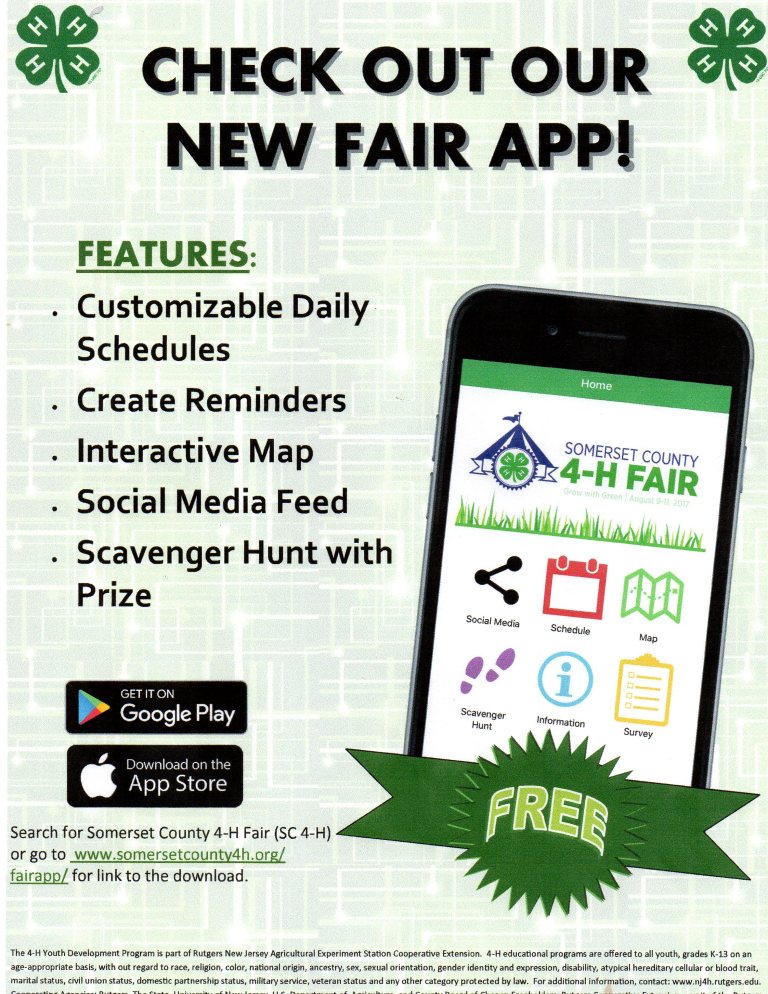 CHECK OUT OUR
NEW FAIR APP!
FEATURES:
• Customizable Daily
Schedules
• Create Reminders
• Interactive Map
• Social Media Feed
• Scavenger Hunt with
Prize
Home
SOMERSET COUNTY
4-H FAIR
Grow with Green | August 9-11, 2017
Social Media
Schedule
Map
Scavenger
Hunt
Information
Survey
GET IT ON
Google Play
Download on the
App Store
FREE
Search for Somerset County 4-H Fair (SC 4-H)
or go to www.somersetcounty4h.org/
fairapp/ for link to the download.
The 4-H Youth Development Program is part of Rutgers New Jersey Agricultural Experiment Station Cooperative Extension. 4-H educational programs are offered to all youth, grades K-13 on an
age-appropriate basis, with out regard to race, religion, color, national origin, ancestry, sex, sexual orientation, gender identity and expression, disability, atypical hereditary cellular or blood trait,
marital status, civil union status, domestic partnership status, military service, veteran status and any other category protected by law. For additional information, contact: www.nj4h.rutgers.edu.
H H H H
H H H H
H H H H